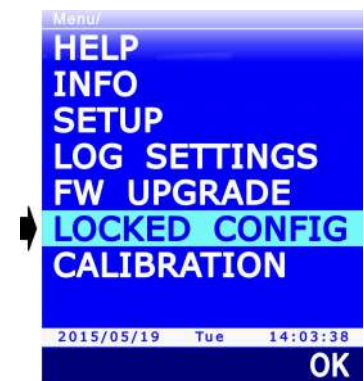 Menu/
HELP
INFO
SETUP
LOG SETTINGS
FW UPGRADE
LOCKED CONFIG
CALIBRATION
2015/05/19 Tue 14:03:38
OK